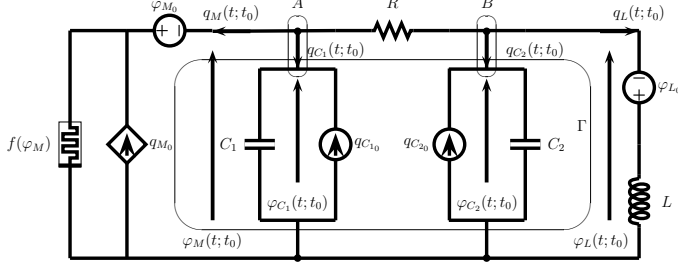 φ_{M_0} q_M(t; t_0) A R B q_L(t; t_0)
+ −
q_{C_1}(t; t_0) q_{C_2}(t; t_0)
− + φ_{L_0}
f(φ_M) q_{M_0} C_1 q_{C_{1_0}} q_{C_{2_0}} C_2 Γ
φ_{C_1}(t; t_0) φ_{C_2}(t; t_0) L
φ_M(t; t_0) φ_L(t; t_0)